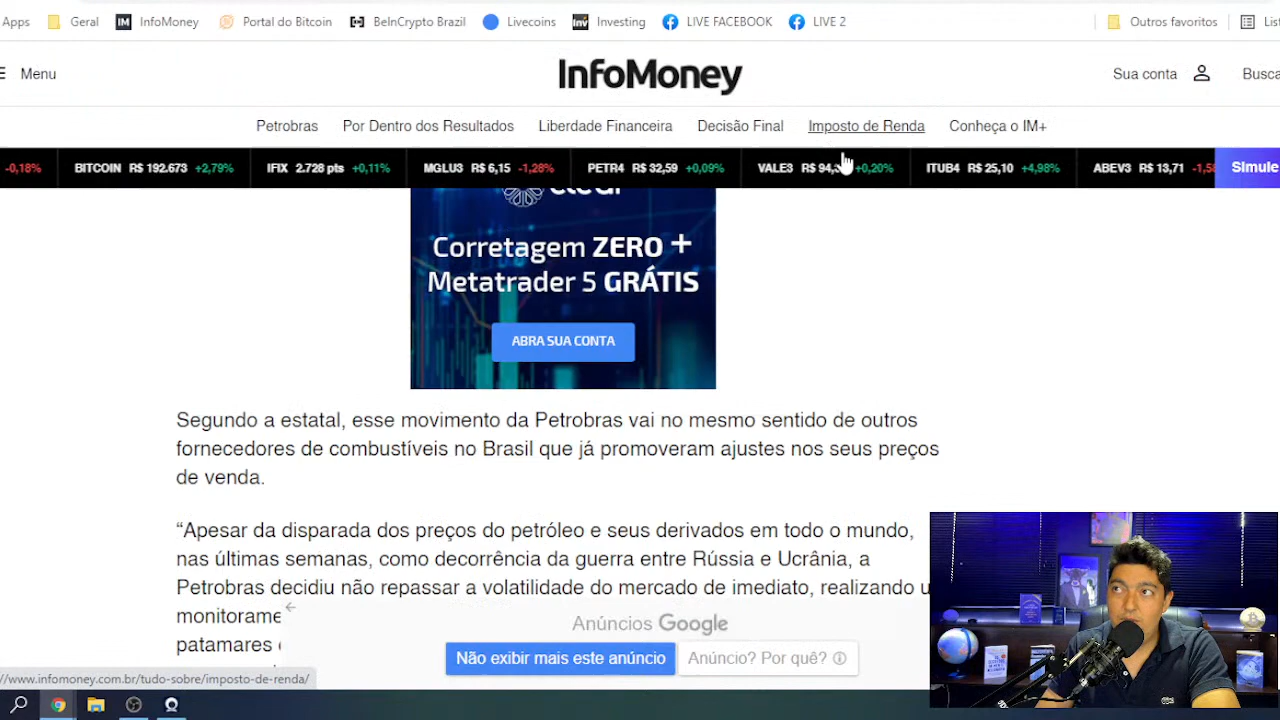 Apps Geral InfoMoney Portal do Bitcoin BeInCrypto Brazil Livecoins Investing LIVE FACEBOOK LIVE 2 Outros favoritos
Menu
InfoMoney
Sua conta
Petrobras Por Dentro dos Resultados Liberdade Financeira Decisão Final Imposto de Renda Conheça o IM+
-0,18% BITCOIN R$ 192.673 +2,79% IFIX 2.728 pts +0,11% MGLU3 R$ 6,15 -1,28% PETR4 R$ 32,59 +0,09% VALE3 R$ +0,20% ITUB4 R$ 25,10 +4,98% ABEV3 R$ 13,71 Simule
Corretagem ZERO +
Metatrader 5 GRÁTIS
ABRA SUA CONTA
Segundo a estatal, esse movimento da Petrobras vai no mesmo sentido de outros
fornecedores de combustíveis no Brasil que já promoveram ajustes nos seus preços
de venda.
“Apesar da disparada dos preços do petróleo e seus derivados em todo o mundo,
nas últimas semanas, como decorrência da guerra entre Rússia e Ucrânia, a
Petrobras decidiu não repassar a volatilidade do mercado de imediato, realizando
patamares
Anúncios Google
Não exibir mais este anúncio
Anúncio? Por quê?
//www.infomoney.com.br/tudo-sobre/imposto-de-renda/